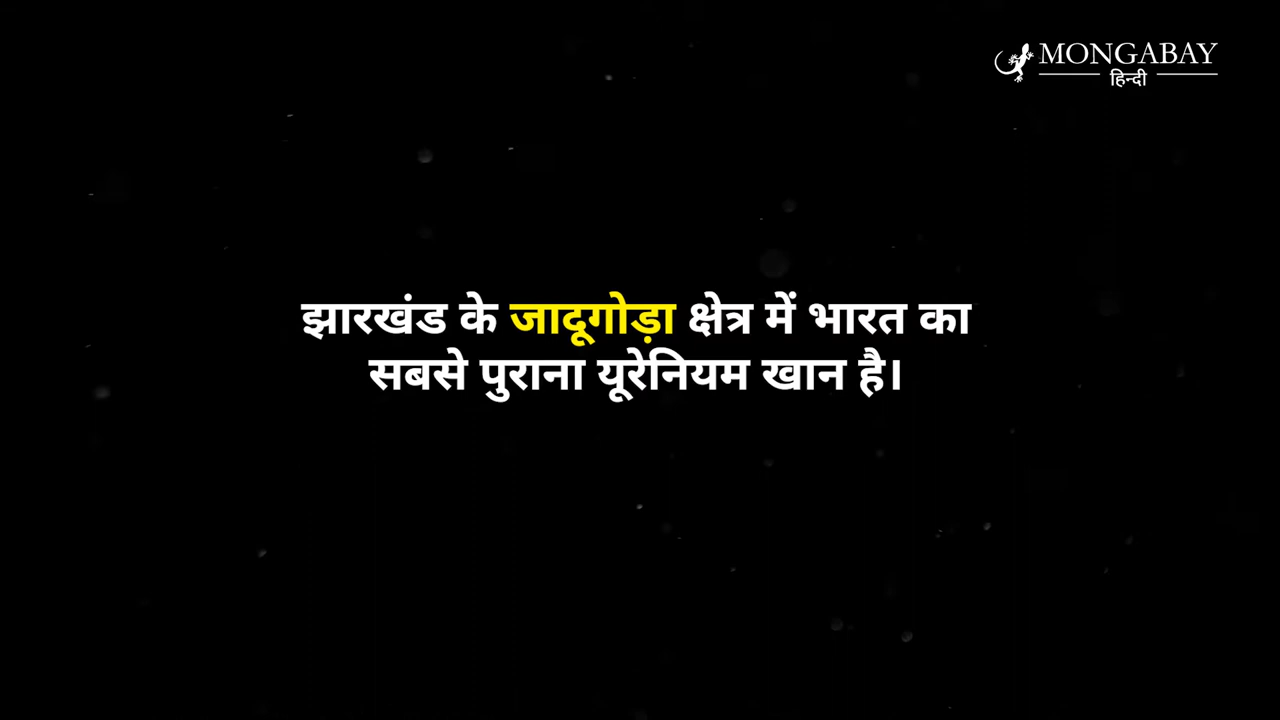 MONGABAY
हिन्दी
झारखंड के जादूगोड़ा क्षेत्र में भारत का
सबसे पुराना यूरेनियम खान है।